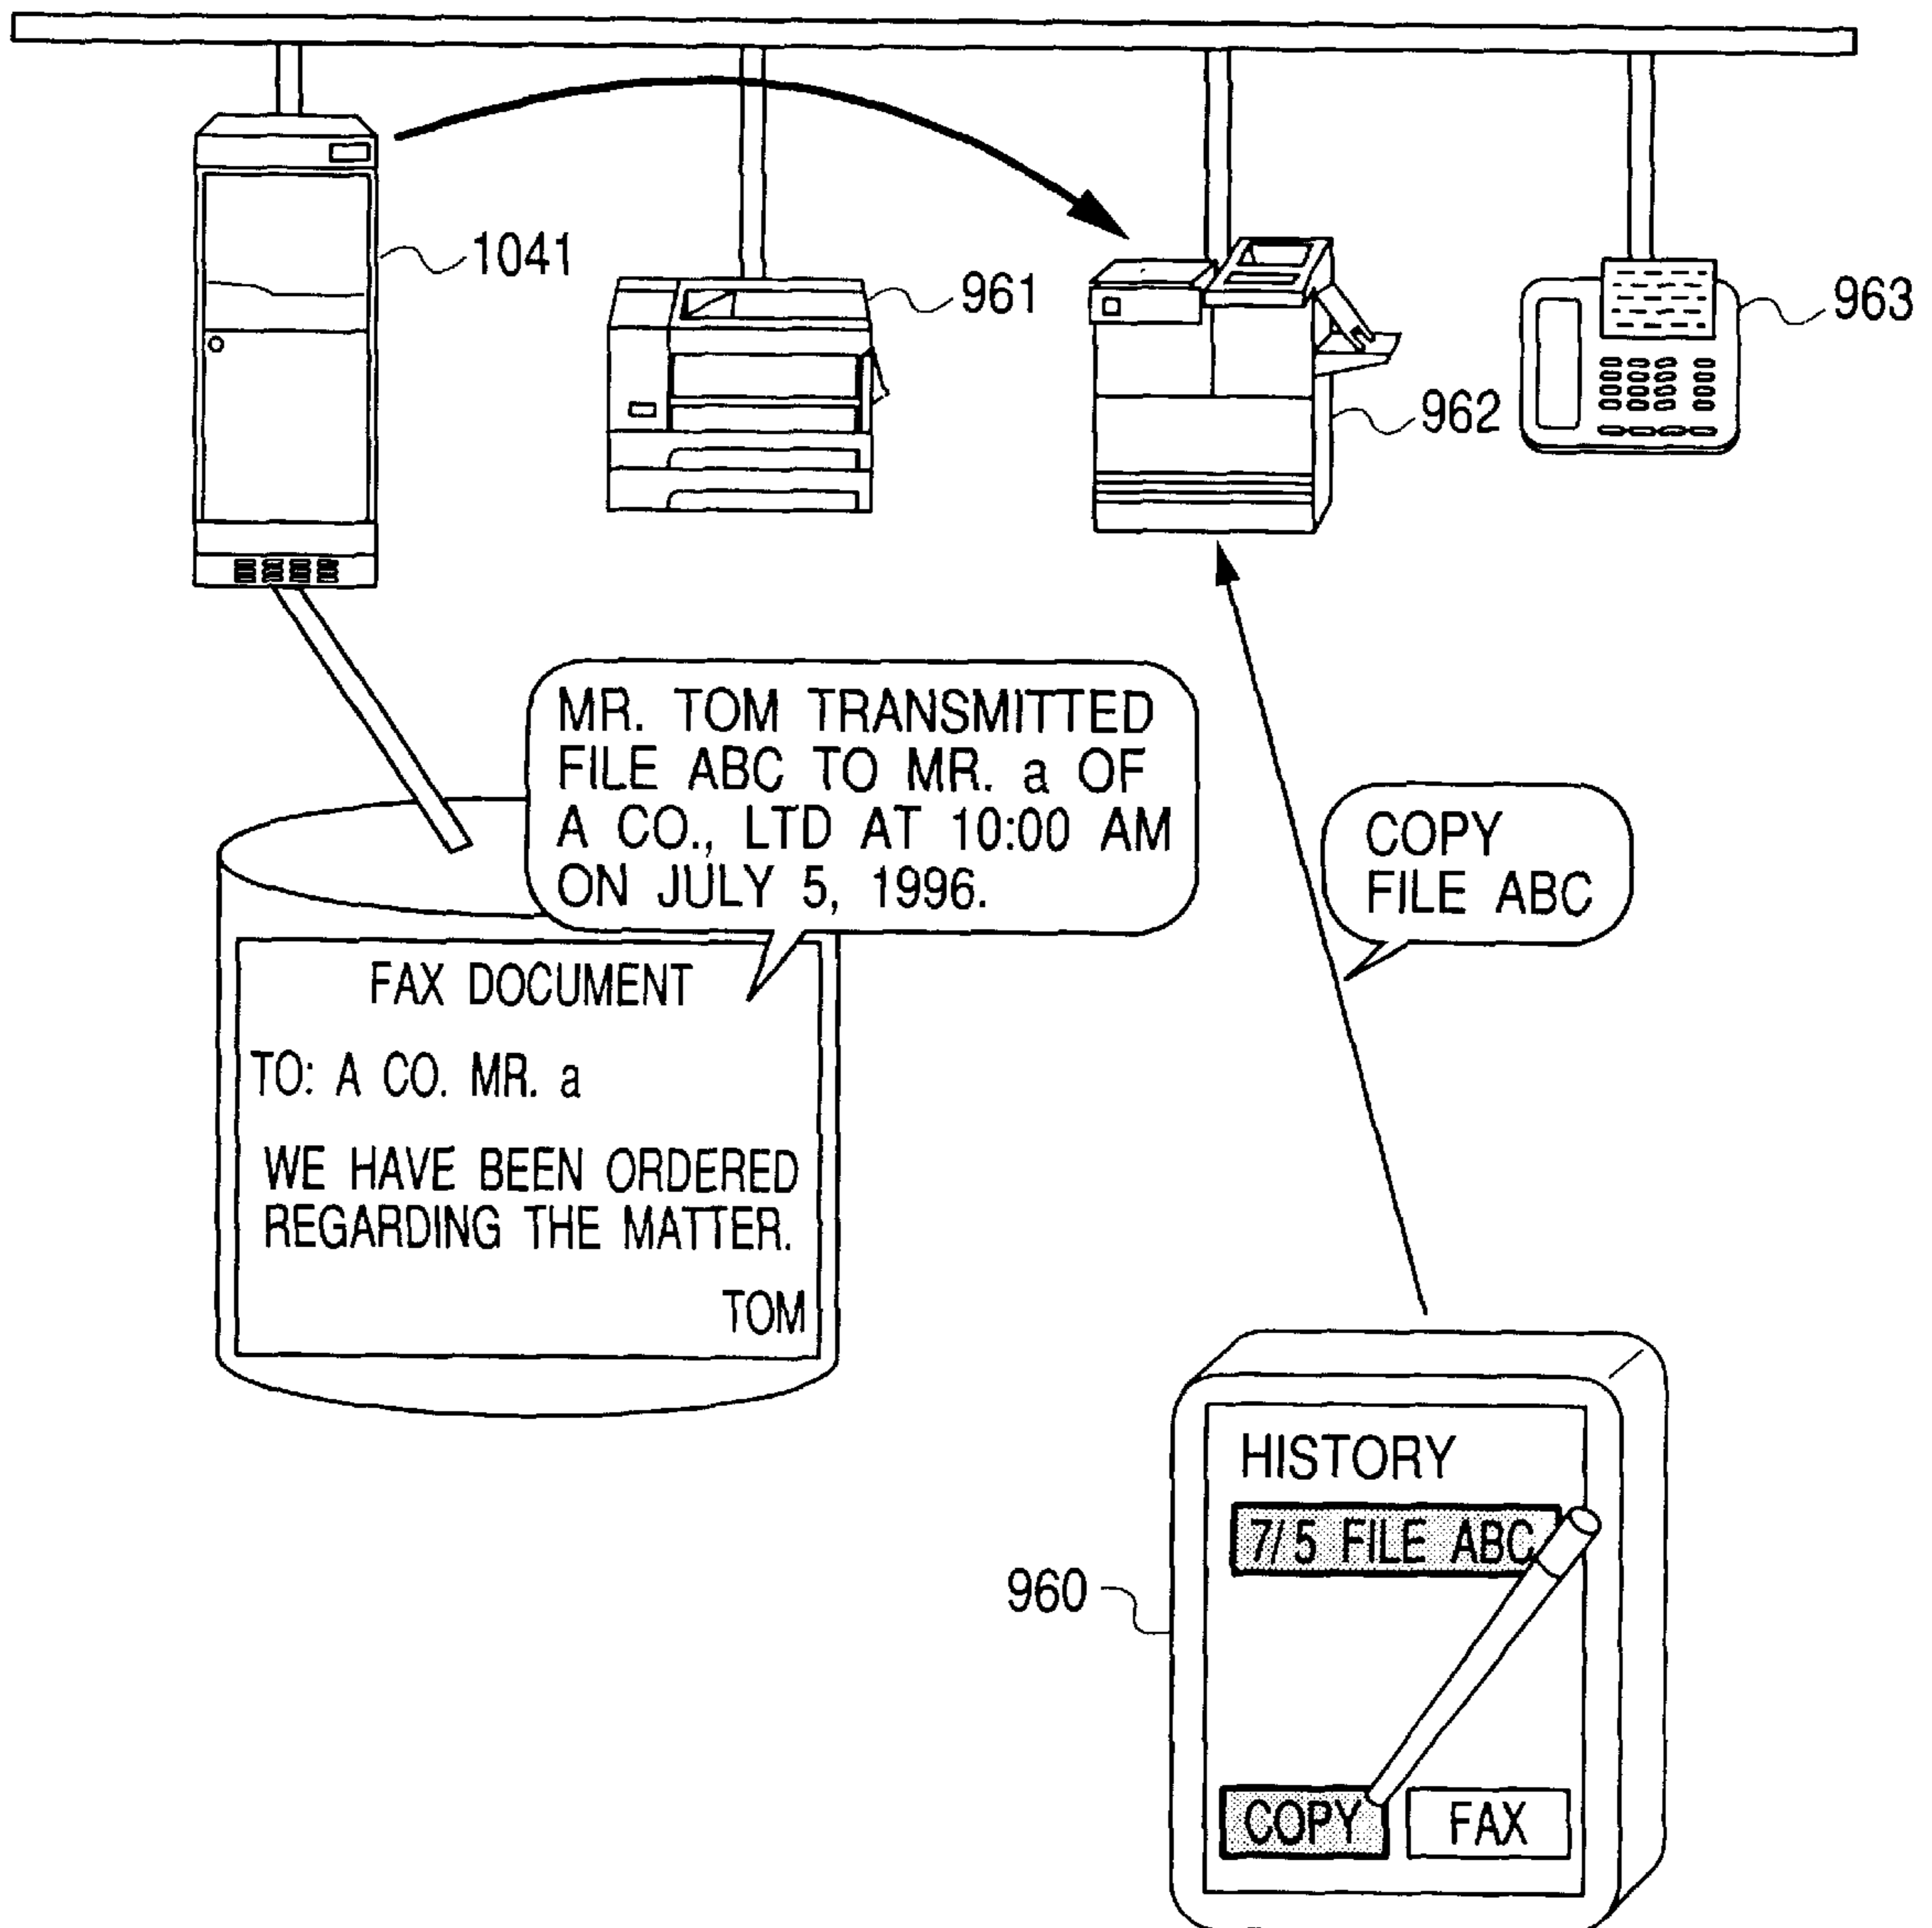 1041
961
962
963
MR. TOM TRANSMITTED
FILE ABC TO MR. a OF
A CO., LTD AT 10:00 AM
ON JULY 5, 1996.
COPY
FILE ABC
FAX DOCUMENT
TO: A CO. MR. a
WE HAVE BEEN ORDERED
REGARDING THE MATTER.
TOM
960
HISTORY
7/5 FILE ABC
COPY
FAX